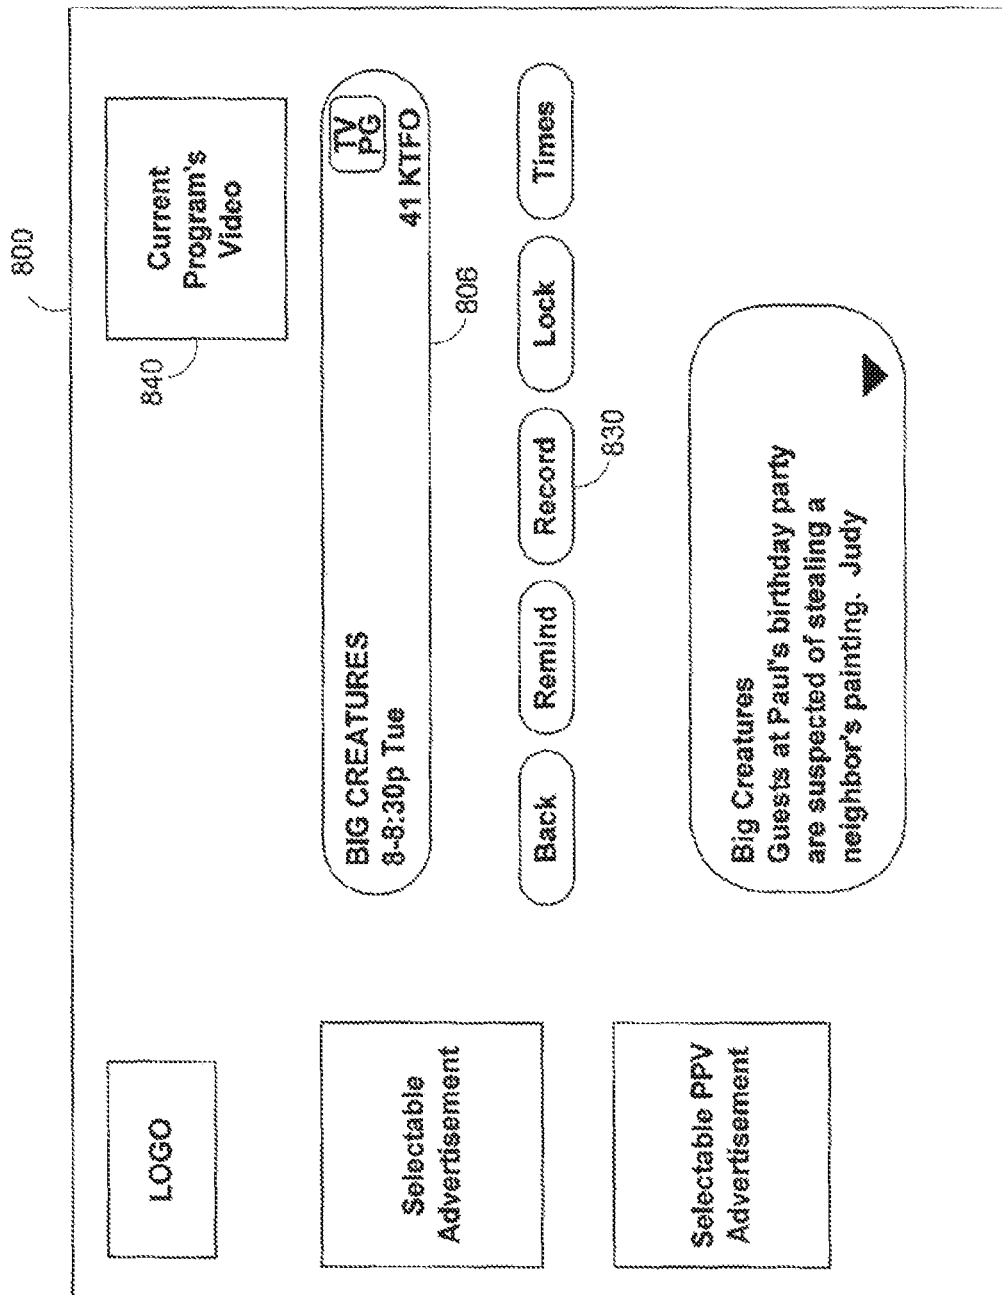 800
LOGO
Current
Program's
Video
840
BIG CREATURES
8-8:30p Tue
TV
PG
41 KTFO
806
Back
Remind
Record
Lock
Times
830
Selectable
Advertisement
Selectable PPV
Advertisement
Big Creatures
Guests at Paul's birthday party
are suspected of stealing a
neighbor's painting. Judy